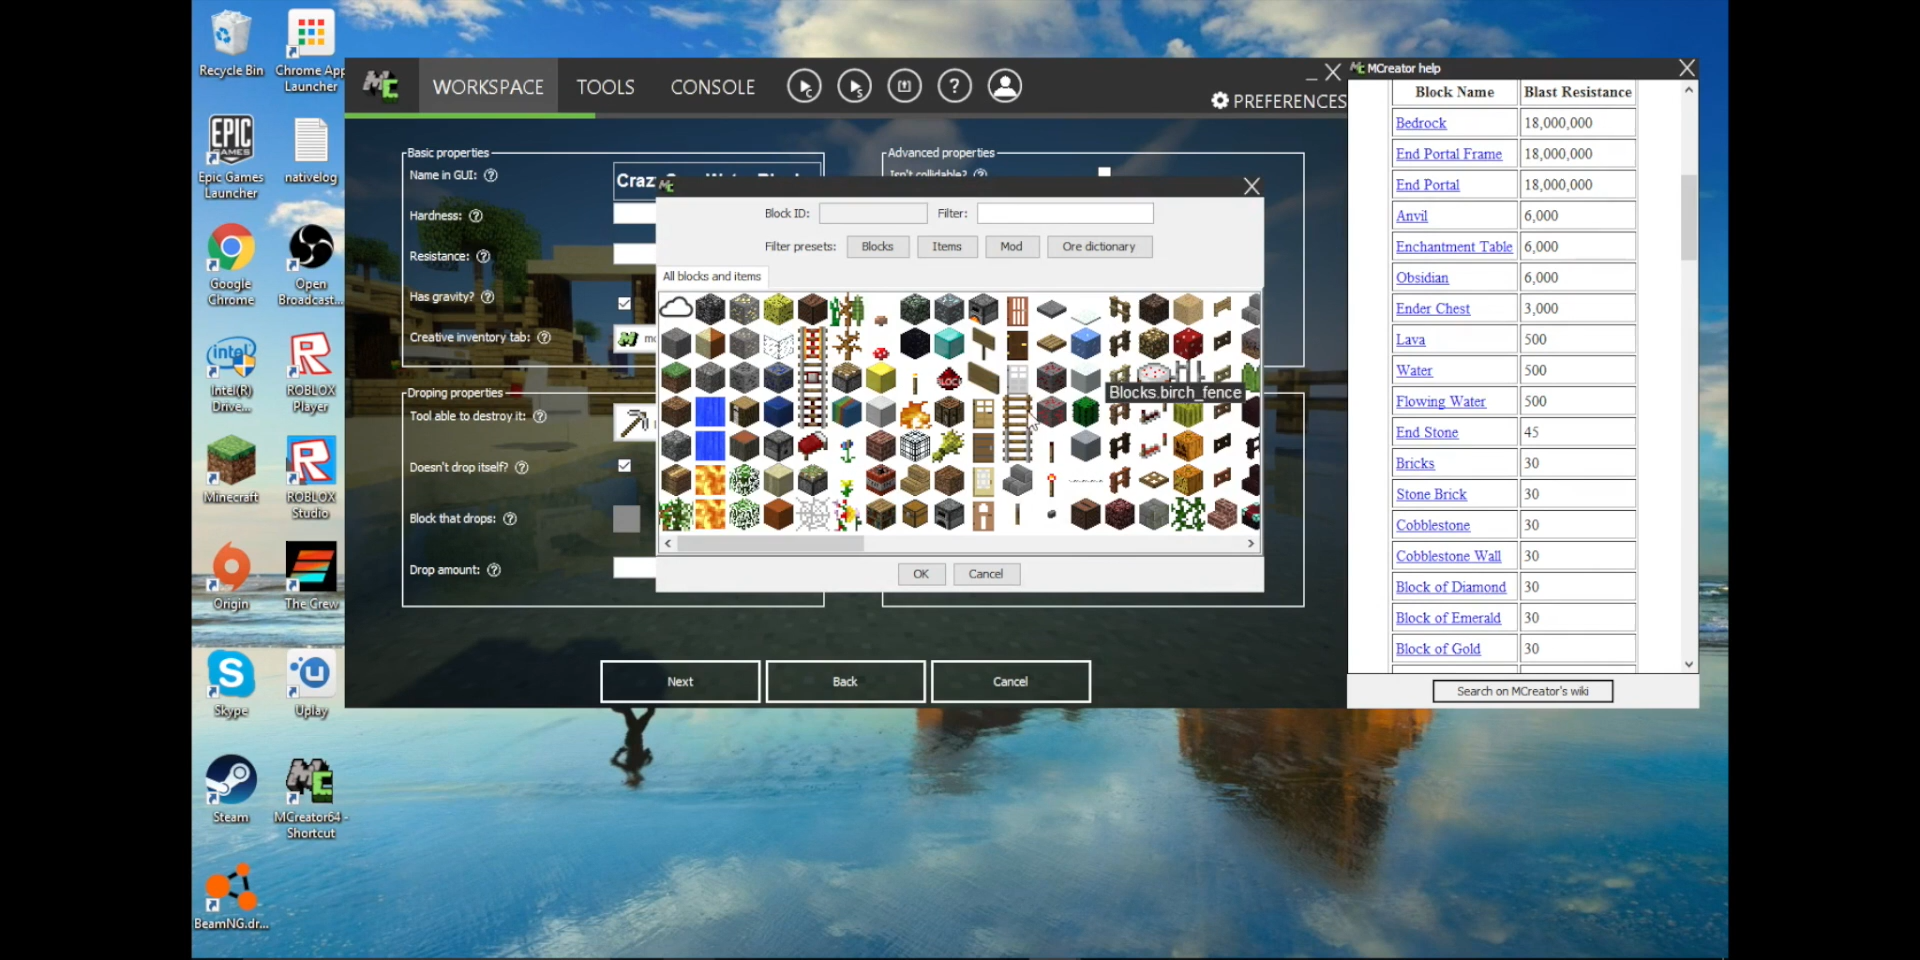 Recycle Bin
Chrome App Launcher
Epic Games Launcher
nativelog
Google Chrome
Open Broadcast...
Intel(R) Drive...
ROBLOX Player
Minecraft
ROBLOX Studio
Origin
The Crew
Skype
Uplay
Steam
MCreator64 - Shortcut
BeamNG.dr...
WORKSPACE
TOOLS
CONSOLE
PREFERENCES
Basic properties
Name in GUI:
Hardness:
Resistance:
Has gravity?
Creative inventory tab:
Droping properties
Tool able to destroy it:
Doesn't drop itself?
Block that drops:
Drop amount:
Advanced properties
Isn't collidable?
Block ID:
Filter:
Filter presets:
Blocks
Items
Mod
Ore dictionary
All blocks and items
Blocks.birch_fence
OK
Cancel
Next
Back
Cancel
MCreator help
Block Name Blast Resistance
Bedrock 18,000,000
End Portal Frame 18,000,000
End Portal 18,000,000
Anvil 6,000
Enchantment Table 6,000
Obsidian 6,000
Ender Chest 3,000
Lava 500
Water 500
Flowing Water 500
End Stone 45
Bricks 30
Stone Brick 30
Cobblestone 30
Cobblestone Wall 30
Block of Diamond 30
Block of Emerald 30
Block of Gold 30
Search on MCreator's wiki